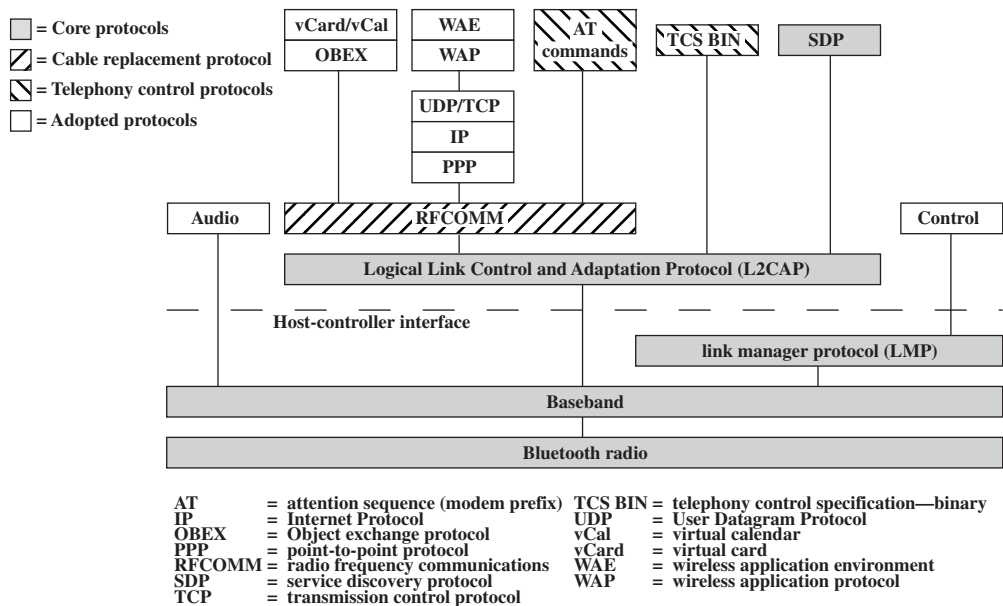 = Core protocols
= Cable replacement protocol
= Telephony control protocols
= Adopted protocols
vCard/vCal
OBEX
WAE
WAP
UDP/TCP
IP
PPP
AT
commands
TCS BIN
SDP
Audio
RFCOMM
Control
Logical Link Control and Adaptation Protocol (L2CAP)
Host-controller interface
link manager protocol (LMP)
Baseband
Bluetooth radio
AT = attention sequence (modem prefix)
IP = Internet Protocol
OBEX = Object exchange protocol
PPP = point-to-point protocol
RFCOMM = radio frequency communications
SDP = service discovery protocol
TCP = transmission control protocol
TCS BIN = telephony control specification—binary
UDP = User Datagram Protocol
vCal = virtual calendar
vCard = virtual card
WAE = wireless application environment
WAP = wireless application protocol